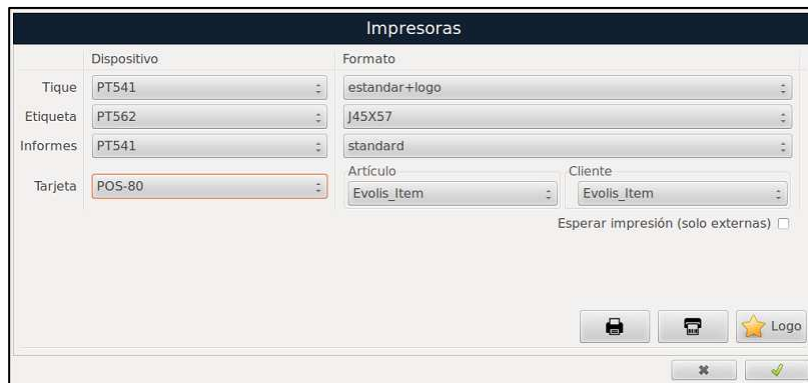 Impresoras
Dispositivo Formato
Tique PT541 estandar+logo
Etiqueta PT562 J45X57
Informes PT541 standard
Artículo Cliente
Tarjeta POS-80 Evolis_Item Evolis_Item
Esperar impresión (solo externas)
Logo